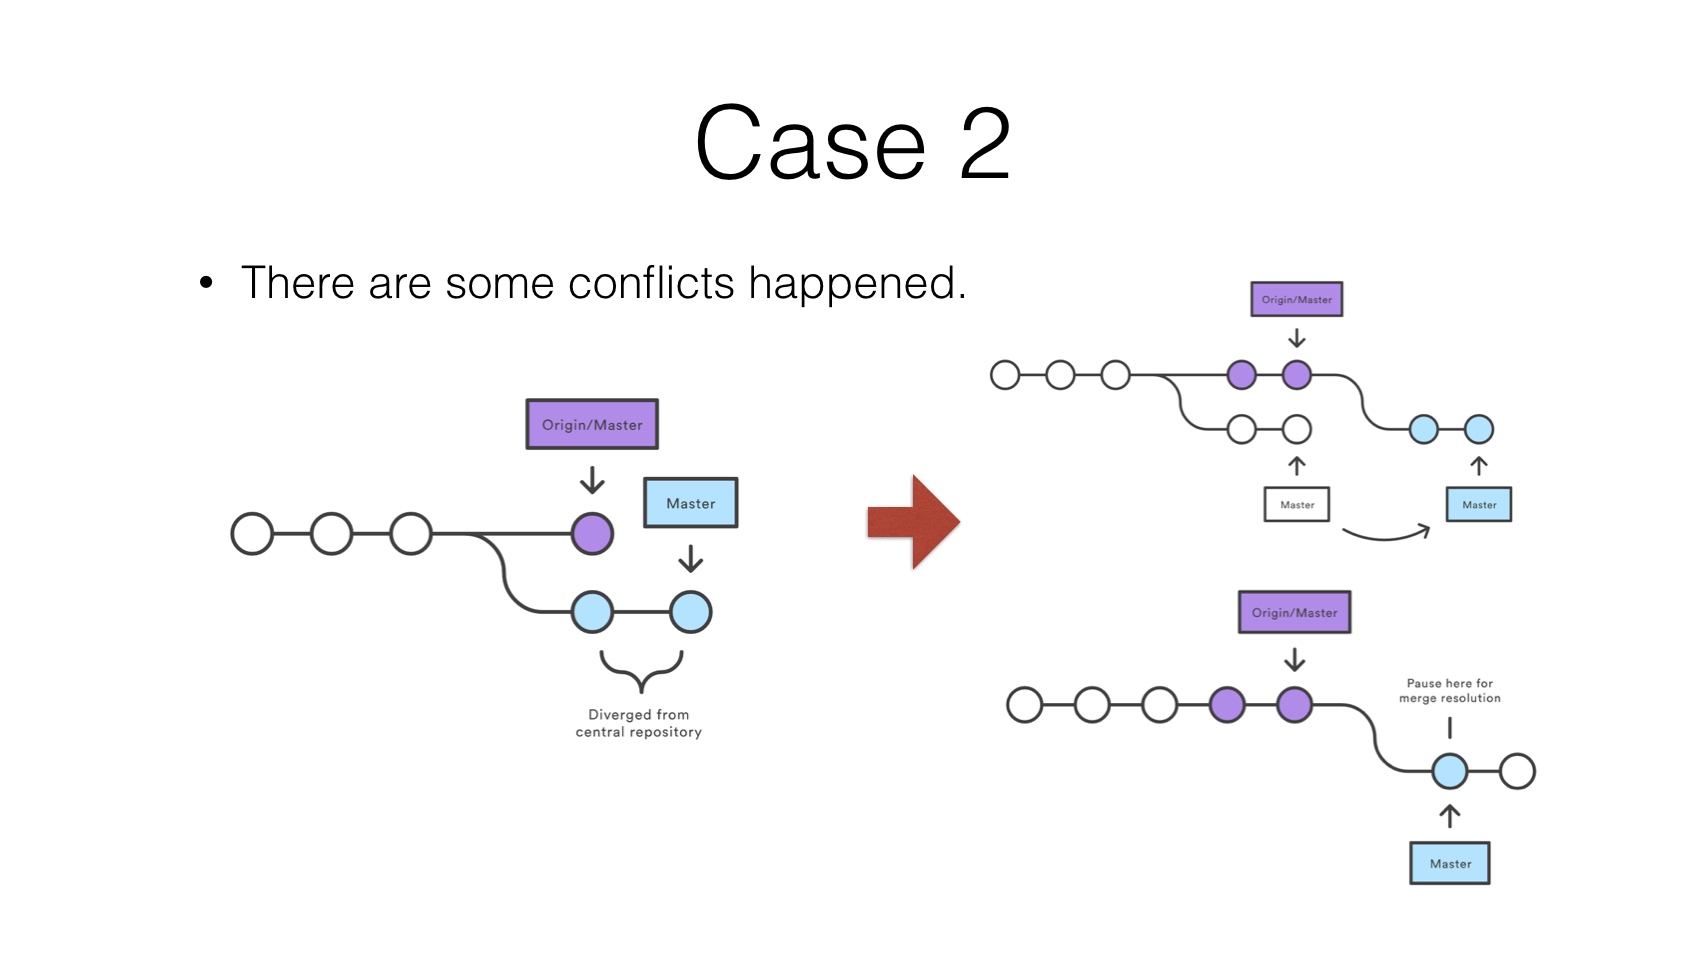 Case 2
• There are some conflicts happened.
Origin/Master
Master
Diverged from
central repository
Origin/Master
Master
Master
Origin/Master
Pause here for
merge resolution
Master